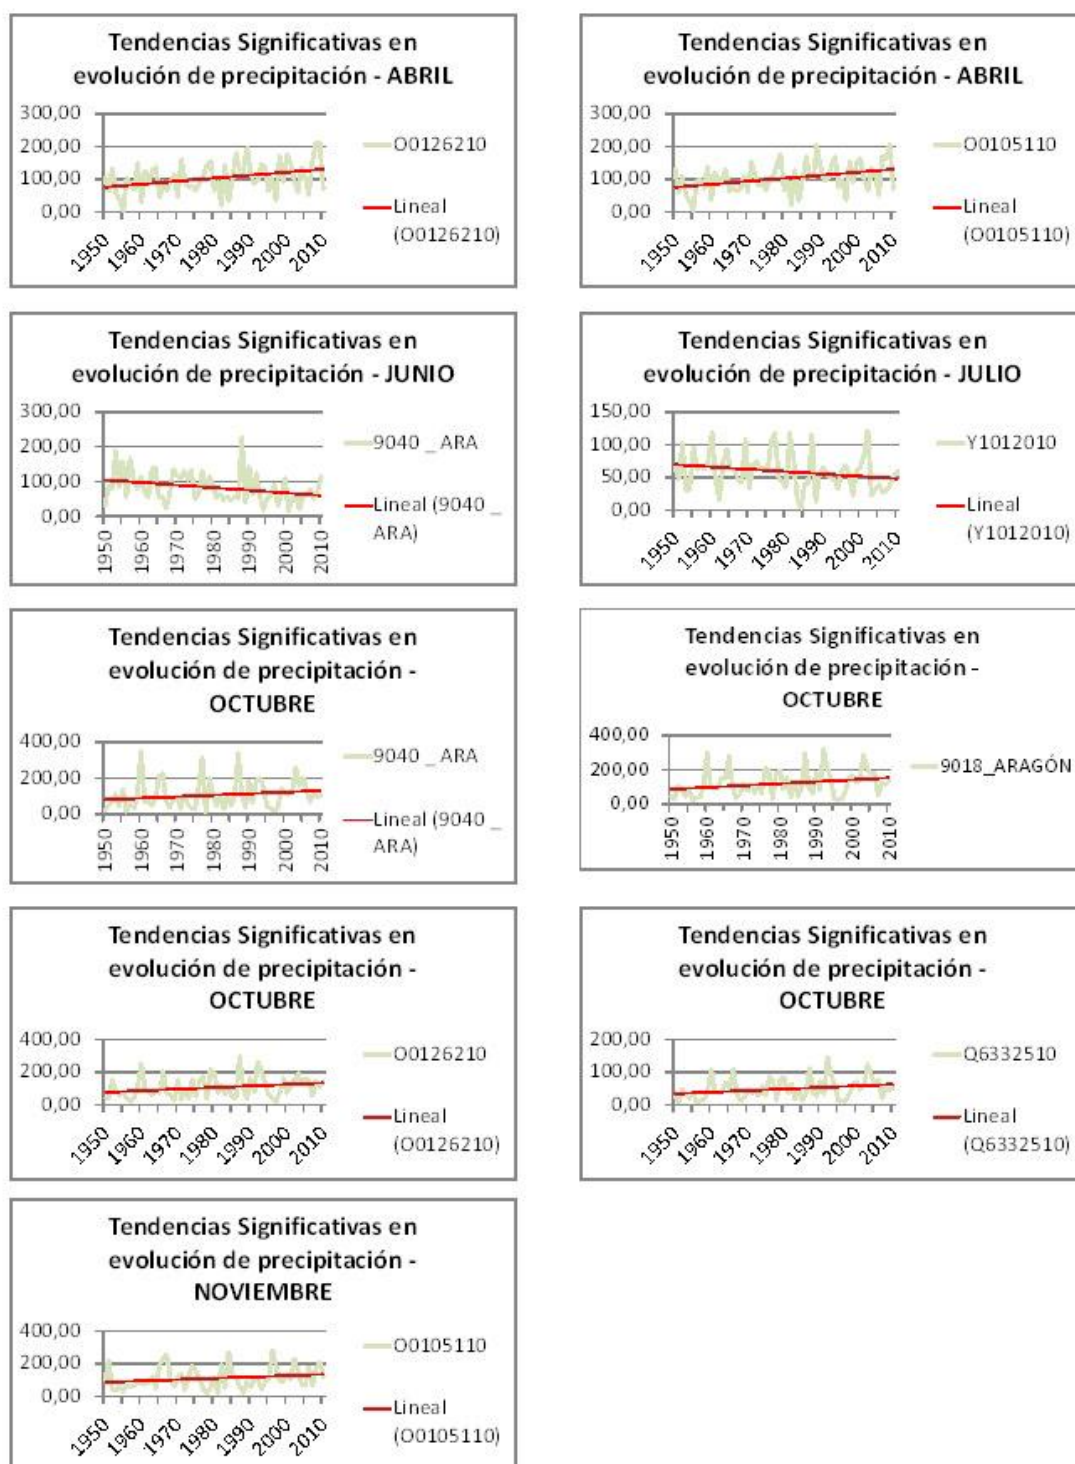 Tendencias Significativas en
evolución de precipitación - ABRIL
300,00
200,00
100,00
0,00
1950
1960
1970
1980
1990
2000
2010
O0126210
Lineal
(O0126210)
Tendencias Significativas en
evolución de precipitación - ABRIL
300,00
200,00
100,00
0,00
1950
1960
1970
1980
1990
2000
2010
O0105110
Lineal
(O0105110)
Tendencias Significativas en
evolución de precipitación - JUNIO
300,00
200,00
100,00
0,00
1950
1960
1970
1980
1990
2000
2010
9040 _ ARA
Lineal (9040 _
ARA)
Tendencias Significativas en
evolución de precipitación - JULIO
150,00
100,00
50,00
0,00
1950
1960
1970
1980
1990
2000
2010
Y1012010
Lineal
(Y1012010)
Tendencias Significativas en
evolución de precipitación -
OCTUBRE
400,00
200,00
0,00
1950
1960
1970
1980
1990
2000
2010
9040 _ ARA
Lineal (9040 _
ARA)
Tendencias Significativas en
evolución de precipitación -
OCTUBRE
400,00
200,00
0,00
1950
1960
1970
1980
1990
2000
2010
9018_ARAGÓN
Tendencias Significativas en
evolución de precipitación -
OCTUBRE
400,00
200,00
0,00
1950
1960
1970
1980
1990
2000
2010
O0126210
Lineal
(O0126210)
Tendencias Significativas en
evolución de precipitación -
OCTUBRE
200,00
100,00
0,00
1950
1960
1970
1980
1990
2000
2010
Q6332510
Lineal
(Q6332510)
Tendencias Significativas en
evolución de precipitación -
NOVIEMBRE
400,00
200,00
0,00
1950
1960
1970
1980
1990
2000
2010
O0105110
Lineal
(O0105110)